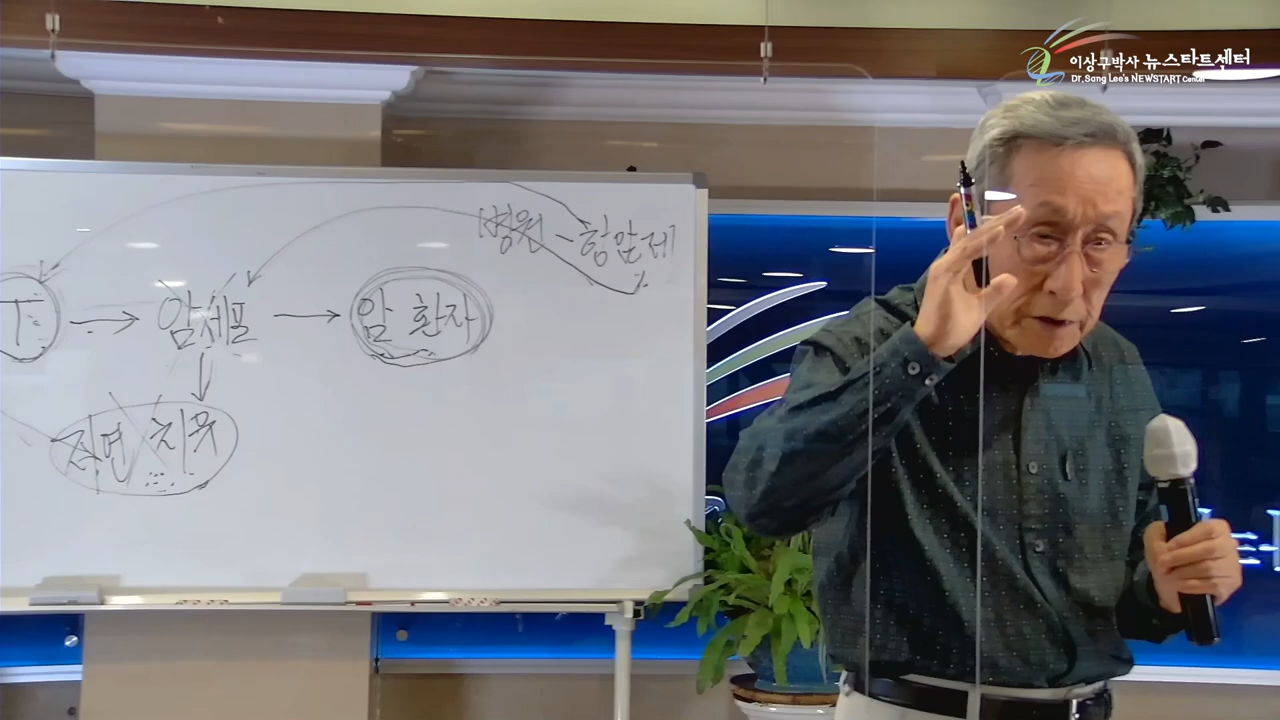 이상구박사 뉴스타트센터
Dr. Sang Lee's NEWSTART Center
병원 - 항암제
T → 암세포 → 암 환자
자연 치유